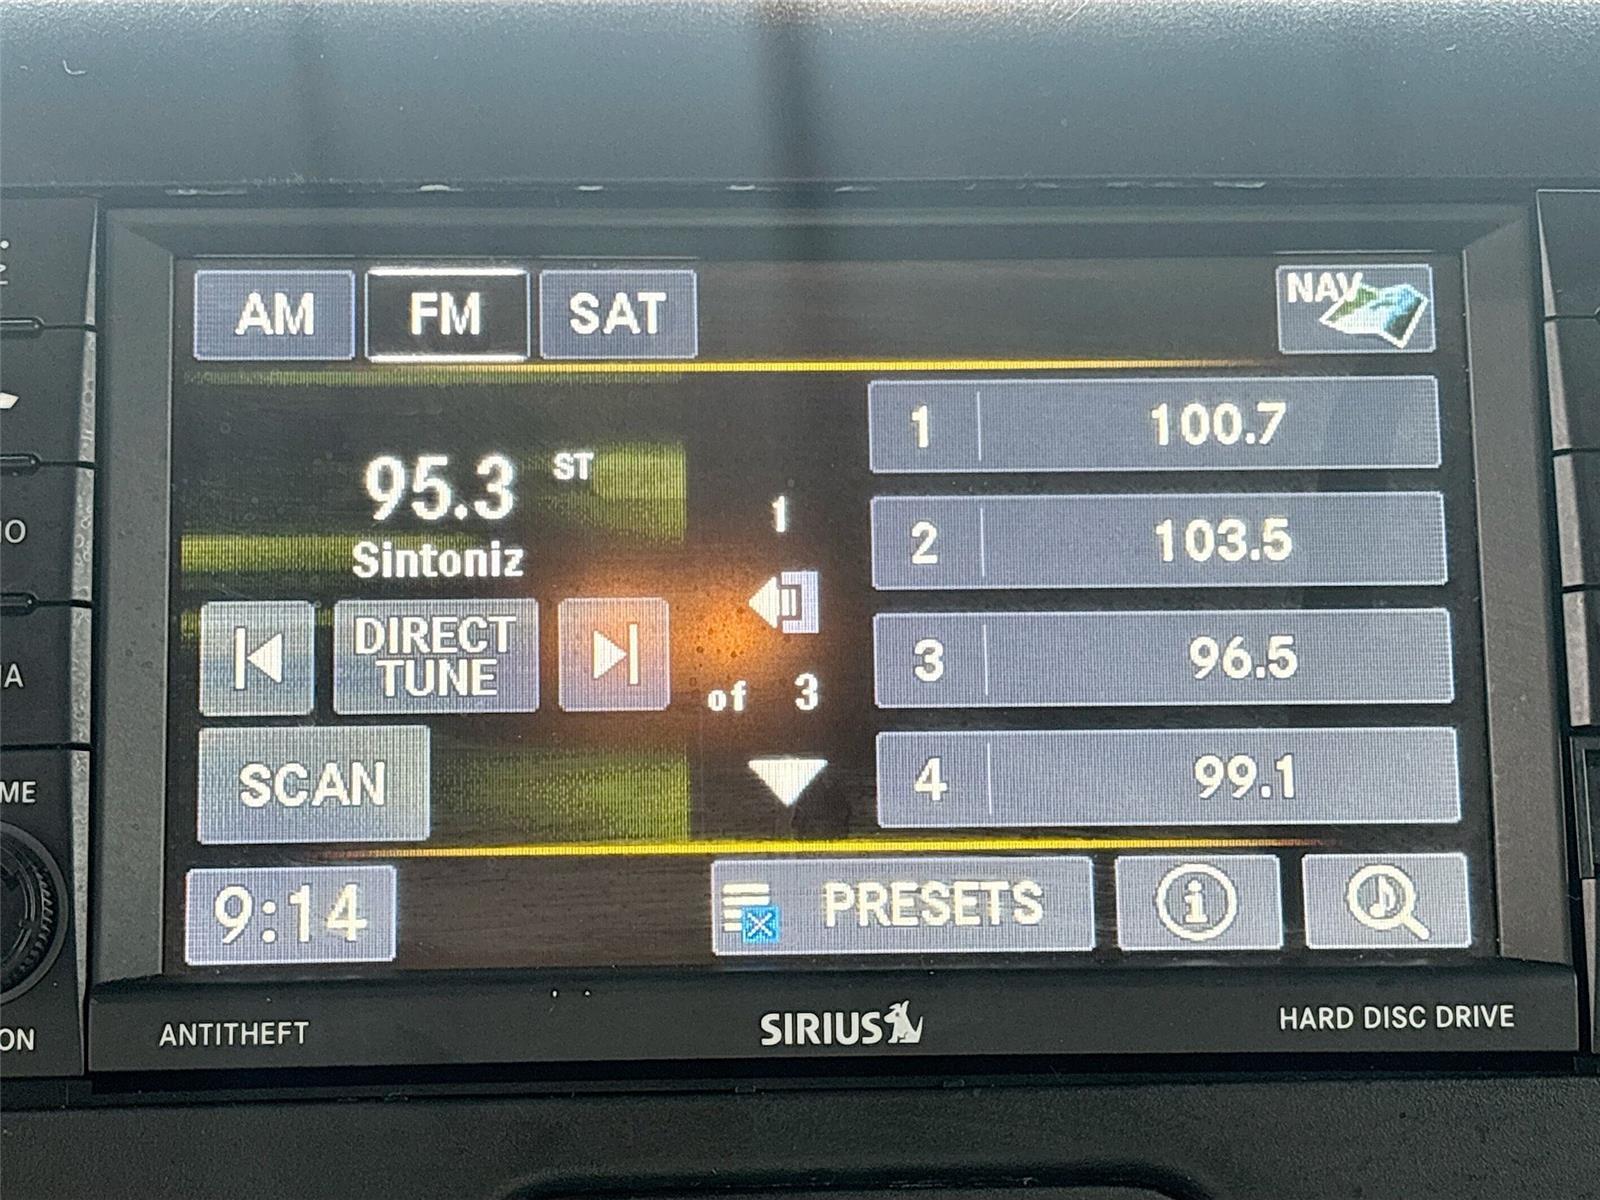 AM FM SAT NAV
1 100.7
95.3 ST
1
2 103.5
Sintoniz
DIRECT
TUNE
3 96.5
of 3
SCAN
4 99.1
9:14 PRESETS
ANTITHEFT SIRIUS HARD DISC DRIVE